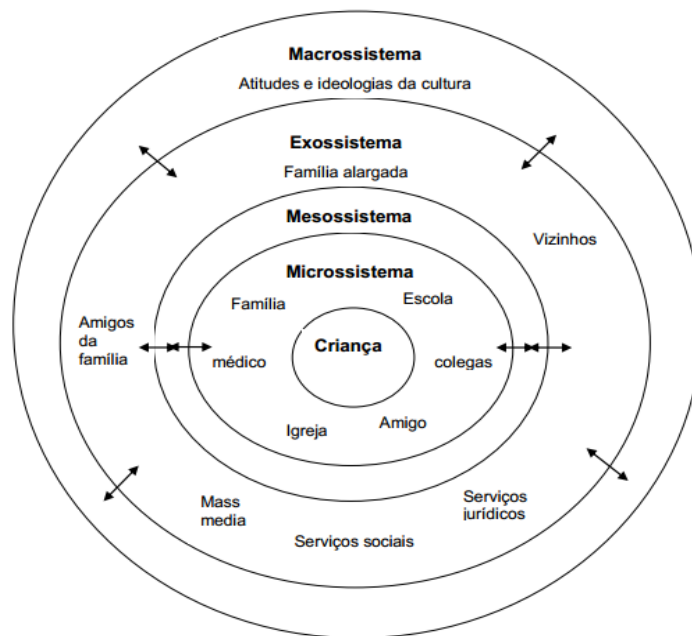 Macrossistema
Atitudes e ideologias da cultura
Exossistema
Família alargada
Mesossistema
Vizinhos
Microssistema
Família
Escola
Amigos
da
família
Criança
médico
colegas
Igreja
Amigo
Mass
media
Serviços
jurídicos
Serviços sociais